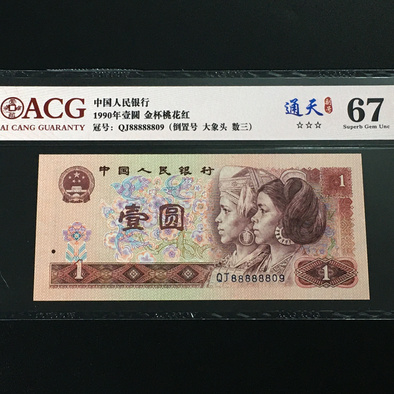 ACG
AI CANG GUARANTY
中国人民银行
1990年壹圆 金杯桃花红
冠号：QJ88888809（倒置号 大象头 数三）
通天
☆☆☆
67
Superb Gem Unc
中国人民银行
壹圆
1
1
1
QJ88888809